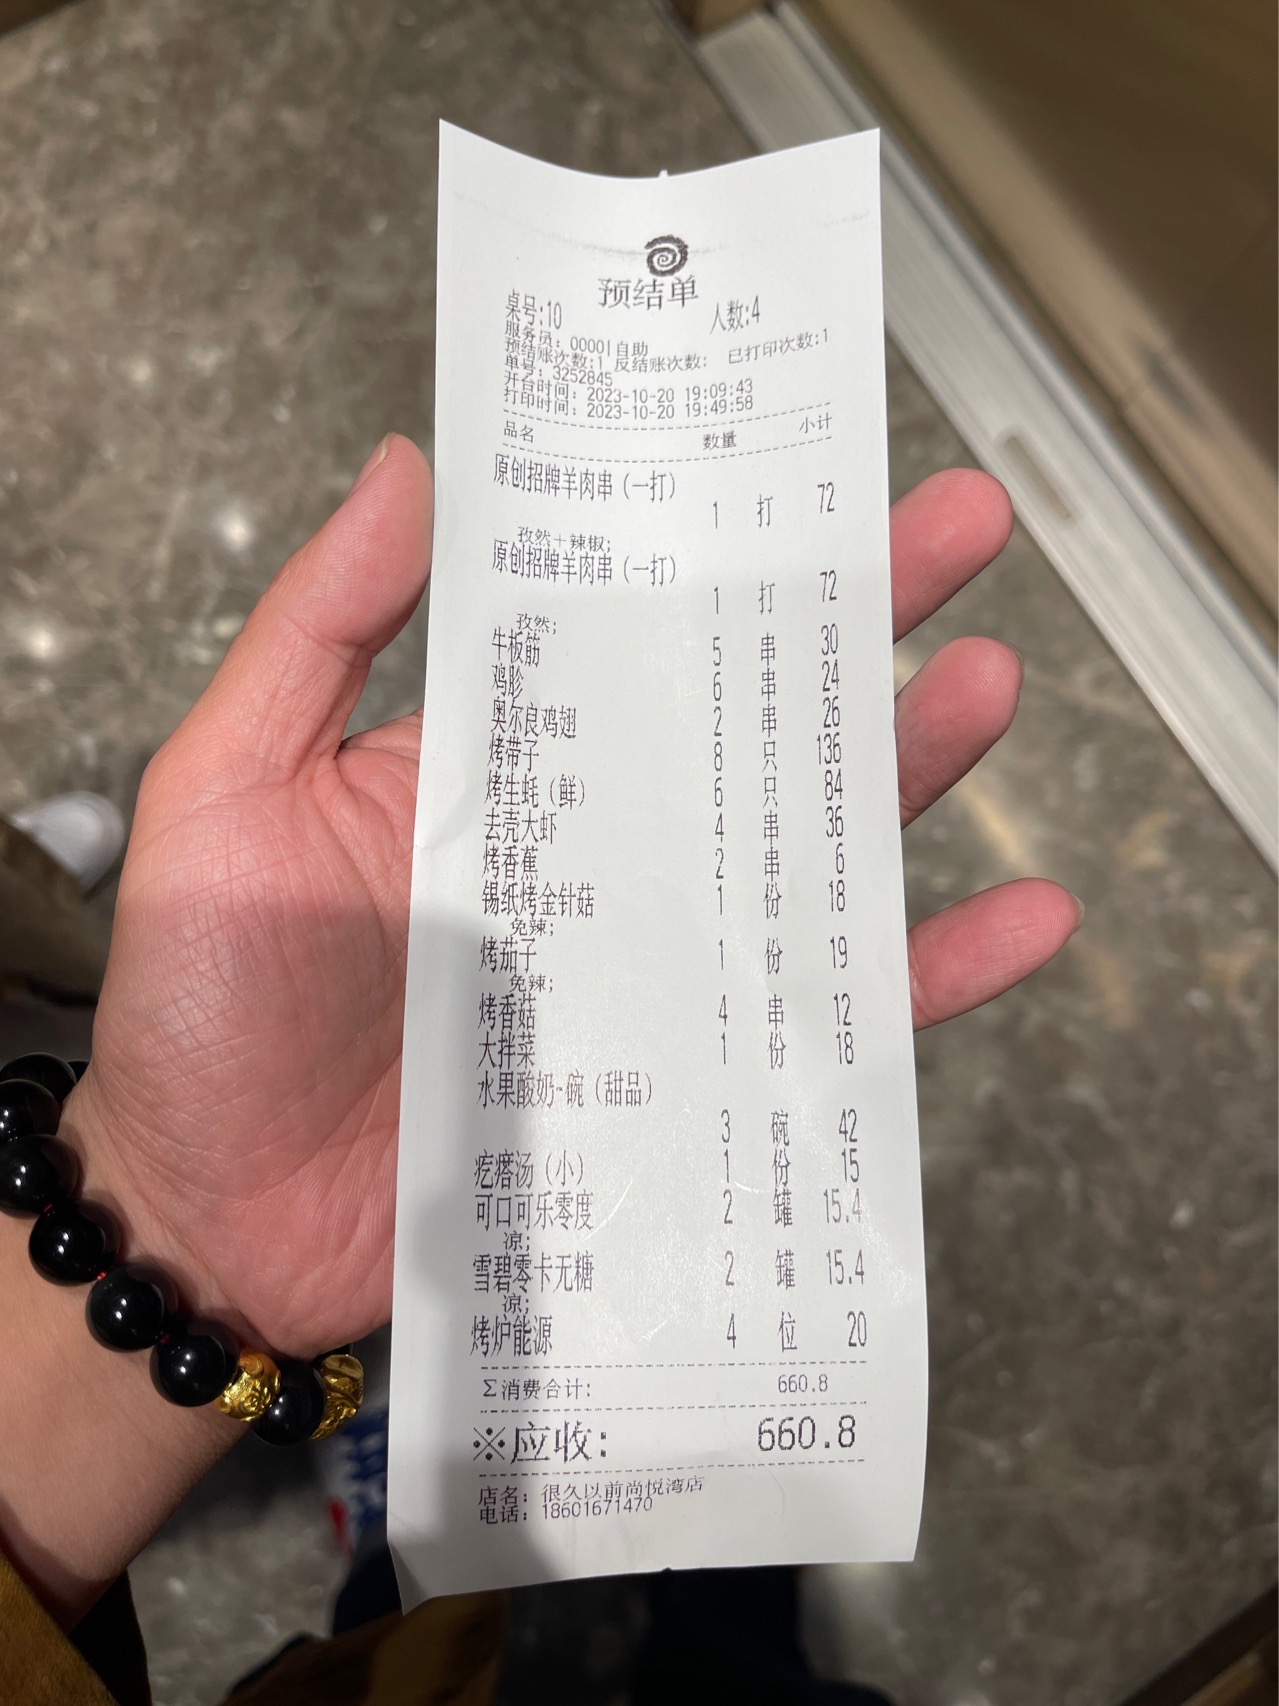 预结单
桌号:10 人数:4
服务员: 00001 自助
预结账次数:1 反结账次数: 已打印次数:1
单号: 3252845
开台时间: 2023-10-20 19:09:43
打印时间: 2023-10-20 19:49:58
品名 数量 小计
原创招牌羊肉串(一打)
1 打 72
孜然+辣椒;
原创招牌羊肉串(一打)
1 打 72
孜然;
牛板筋 5 串 30
鸡胗 6 串 24
奥尔良鸡翅 2 串 26
烤带子 8 只 136
烤生蚝(鲜) 6 只 84
去壳大虾 4 串 36
烤香蕉 2 串 6
锡纸烤金针菇 1 份 18
免辣;
烤茄子 1 份 19
免辣;
烤香菇 4 串 12
大拌菜 1 份 18
水果酸奶-碗(甜品)
3 碗 42
疙瘩汤(小) 1 份 15
可口可乐零度 2 罐 15.4
凉;
雪碧零卡无糖 2 罐 15.4
凉;
烤炉能源 4 位 20
Σ消费合计: 660.8
※应收: 660.8
店名: 很久以前尚悦湾店
电话: 18601671470